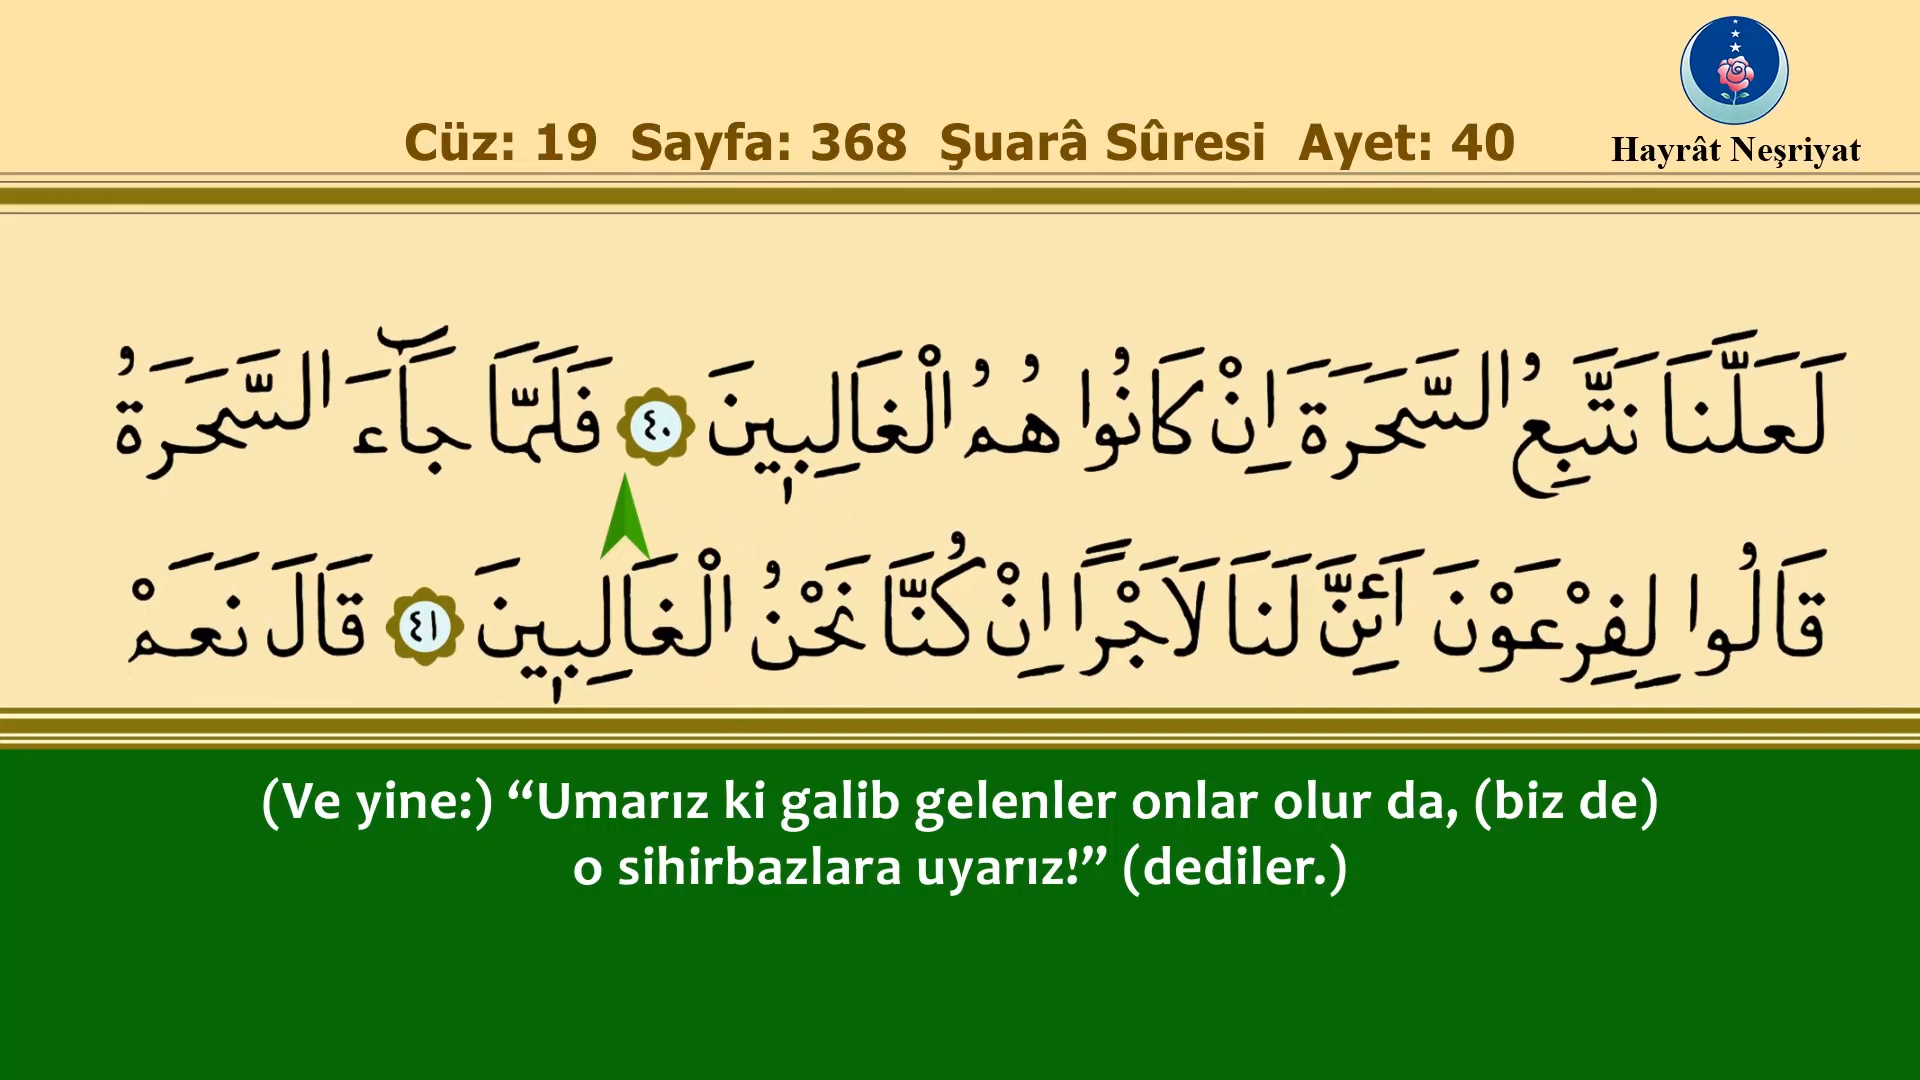 Cüz: 19 Sayfa: 368 Şuarâ Sûresi Ayet: 40
Hayrât Neşriyat
لَعَلَّنَا نَتَّبِعُ السَّحَرَةَ اِنْ كَانُوا هُمُ الْغَالِبِينَ ٤٠ فَلَمَّا جَٓاءَ السَّحَرَةُ
قَالُوا لِفِرْعَوْنَ اَئِنَّ لَنَا لَاَجْرًا اِنْ كُنَّا نَحْنُ الْغَالِبِينَ ٤١ قَالَ نَعَمْ
(Ve yine:) “Umarız ki galib gelenler onlar olur da, (biz de)
o sihirbazlara uyarız!” (dediler.)